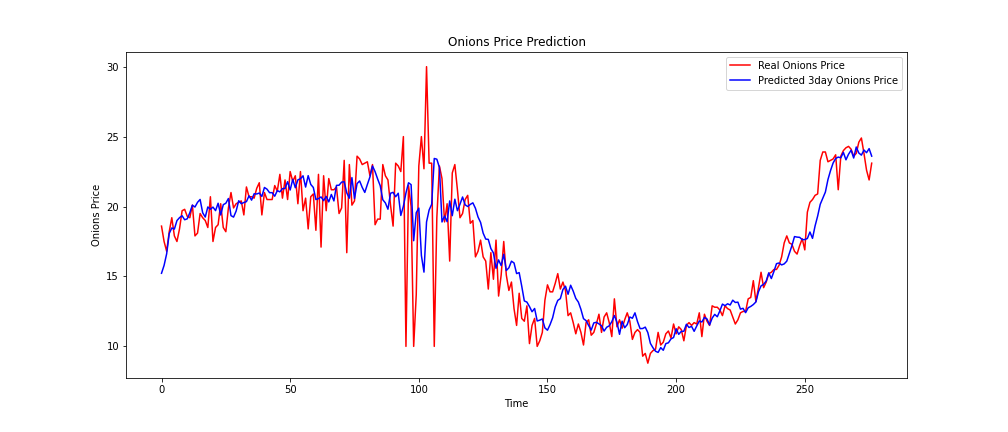 Onions Price Prediction
Real Onions Price
Predicted 3day Onions Price
Onions Price
30
25
20
15
10
0 50 100 150 200 250
Time